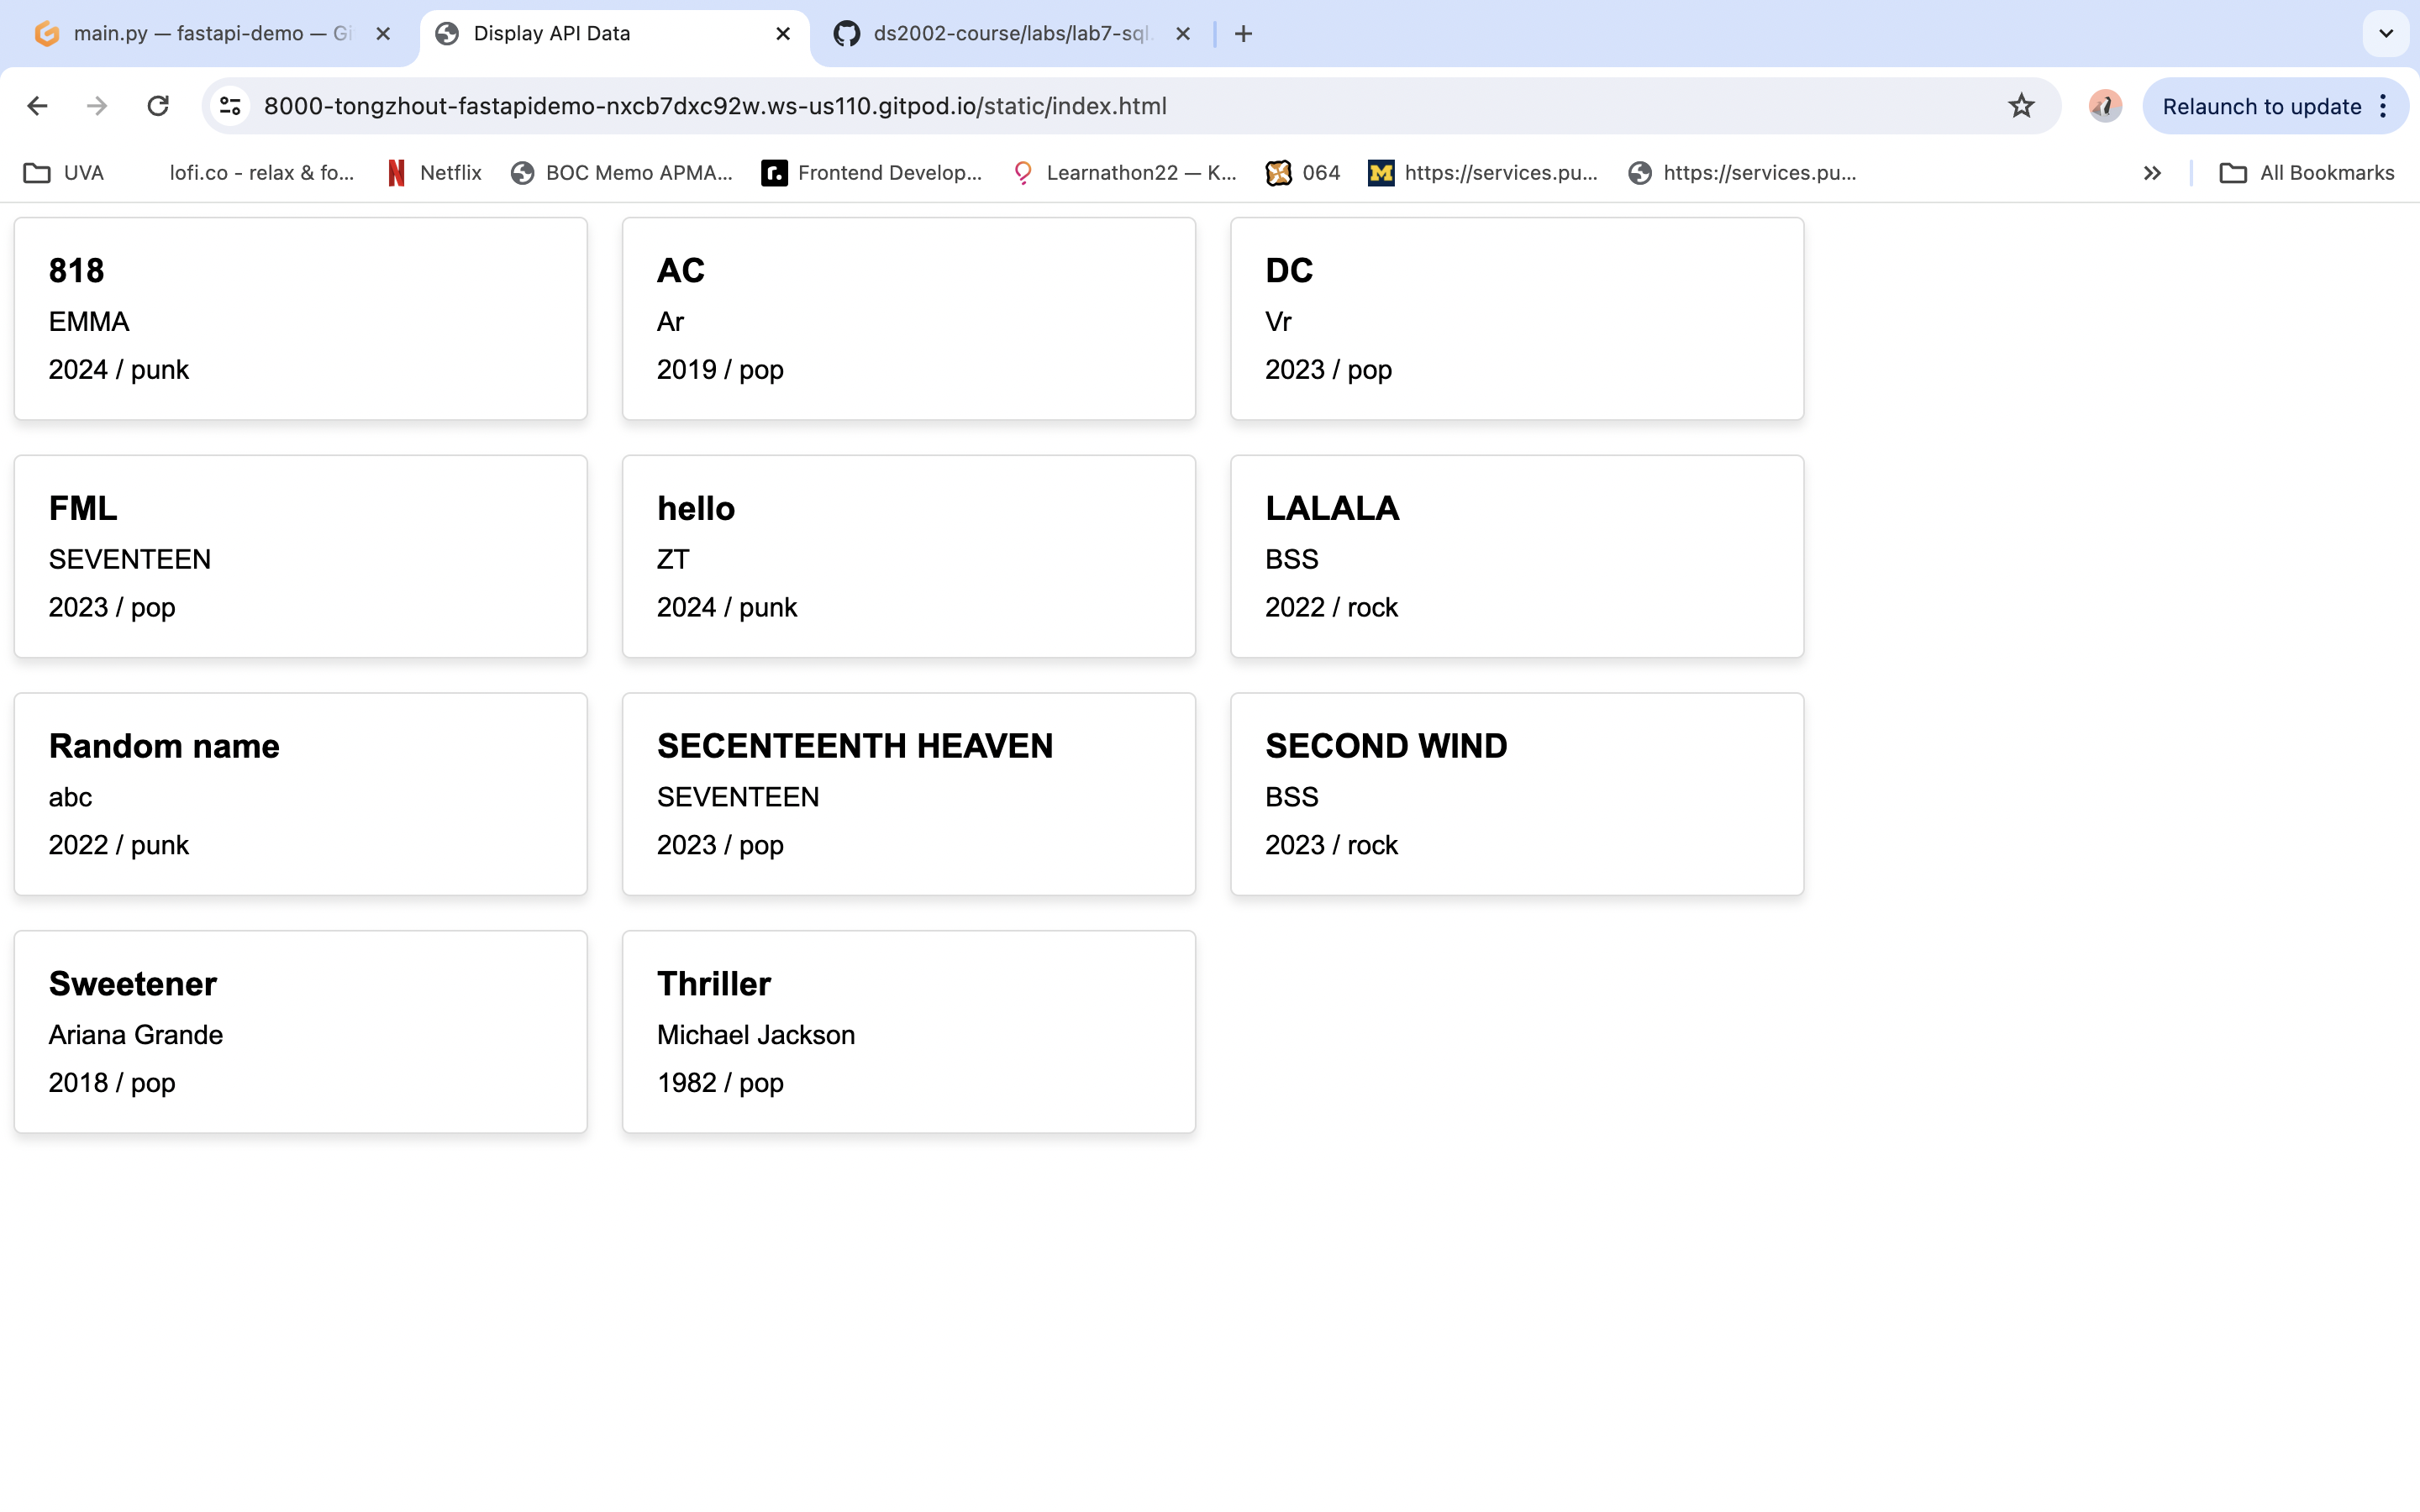 main.py — fastapi-demo — Gi
Display API Data
ds2002-course/labs/lab7-sql.
8000-tongzhout-fastapidemo-nxcb7dxc92w.ws-us110.gitpod.io/static/index.html
Relaunch to update
UVA
lofi.co - relax & fo...
Netflix
BOC Memo APMA...
Frontend Develop...
Learnathon22 — K...
064
https://services.pu...
https://services.pu...
All Bookmarks
818
EMMA
2024 / punk
AC
Ar
2019 / pop
DC
Vr
2023 / pop
FML
SEVENTEEN
2023 / pop
hello
ZT
2024 / punk
LALALA
BSS
2022 / rock
Random name
abc
2022 / punk
SECENTEENTH HEAVEN
SEVENTEEN
2023 / pop
SECOND WIND
BSS
2023 / rock
Sweetener
Ariana Grande
2018 / pop
Thriller
Michael Jackson
1982 / pop